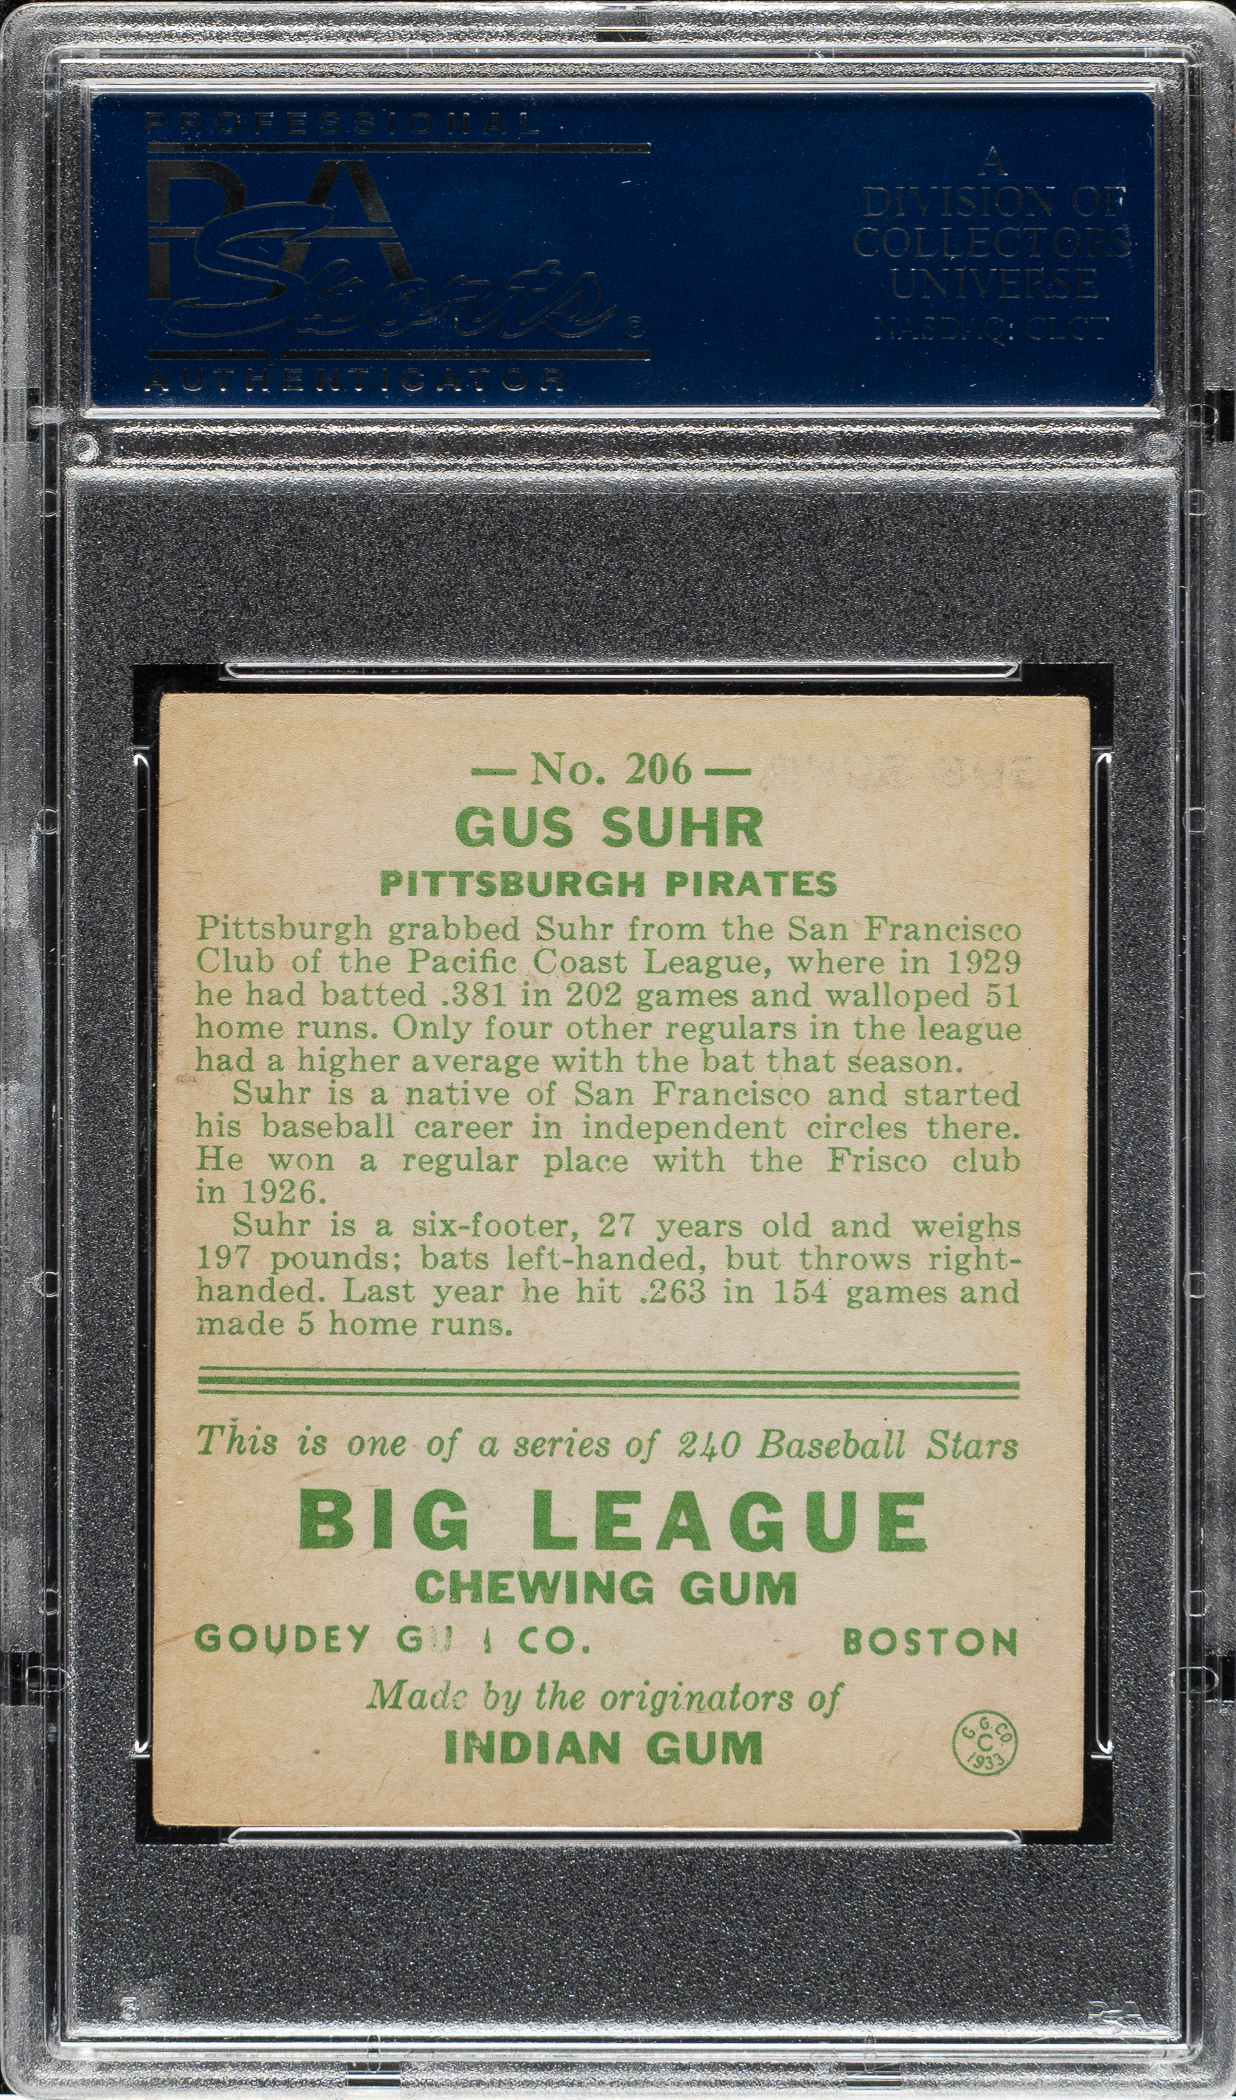 PROFESSIONAL
PSA
Sports ®
AUTHENTICATOR
A
DIVISION OF
COLLECTORS
UNIVERSE
NASDAQ: CLCT
— No. 206 —
GUS SUHR
PITTSBURGH PIRATES
Pittsburgh grabbed Suhr from the San Francisco
Club of the Pacific Coast League, where in 1929
he had batted .381 in 202 games and walloped 51
home runs. Only four other regulars in the league
had a higher average with the bat that season.
Suhr is a native of San Francisco and started
his baseball career in independent circles there.
He won a regular place with the Frisco club
in 1926.
Suhr is a six-footer, 27 years old and weighs
197 pounds; bats left-handed, but throws right-
handed. Last year he hit .263 in 154 games and
made 5 home runs.
This is one of a series of 240 Baseball Stars
BIG LEAGUE
CHEWING GUM
GOUDEY GUM CO. BOSTON
Made by the originators of
INDIAN GUM
G. G. CO.
C
1933
PSA